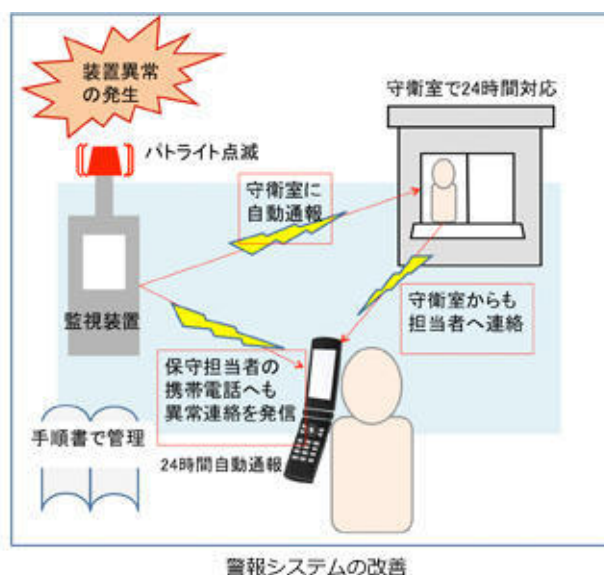 装置異常
の発生
パトライト点滅
守衛室で24時間対応
守衛室に
自動通報
監視装置
守衛室からも
担当者へ連絡
保守担当者の
携帯電話へも
異常連絡を発信
手順書で管理
24時間自動通報
警報システムの改善